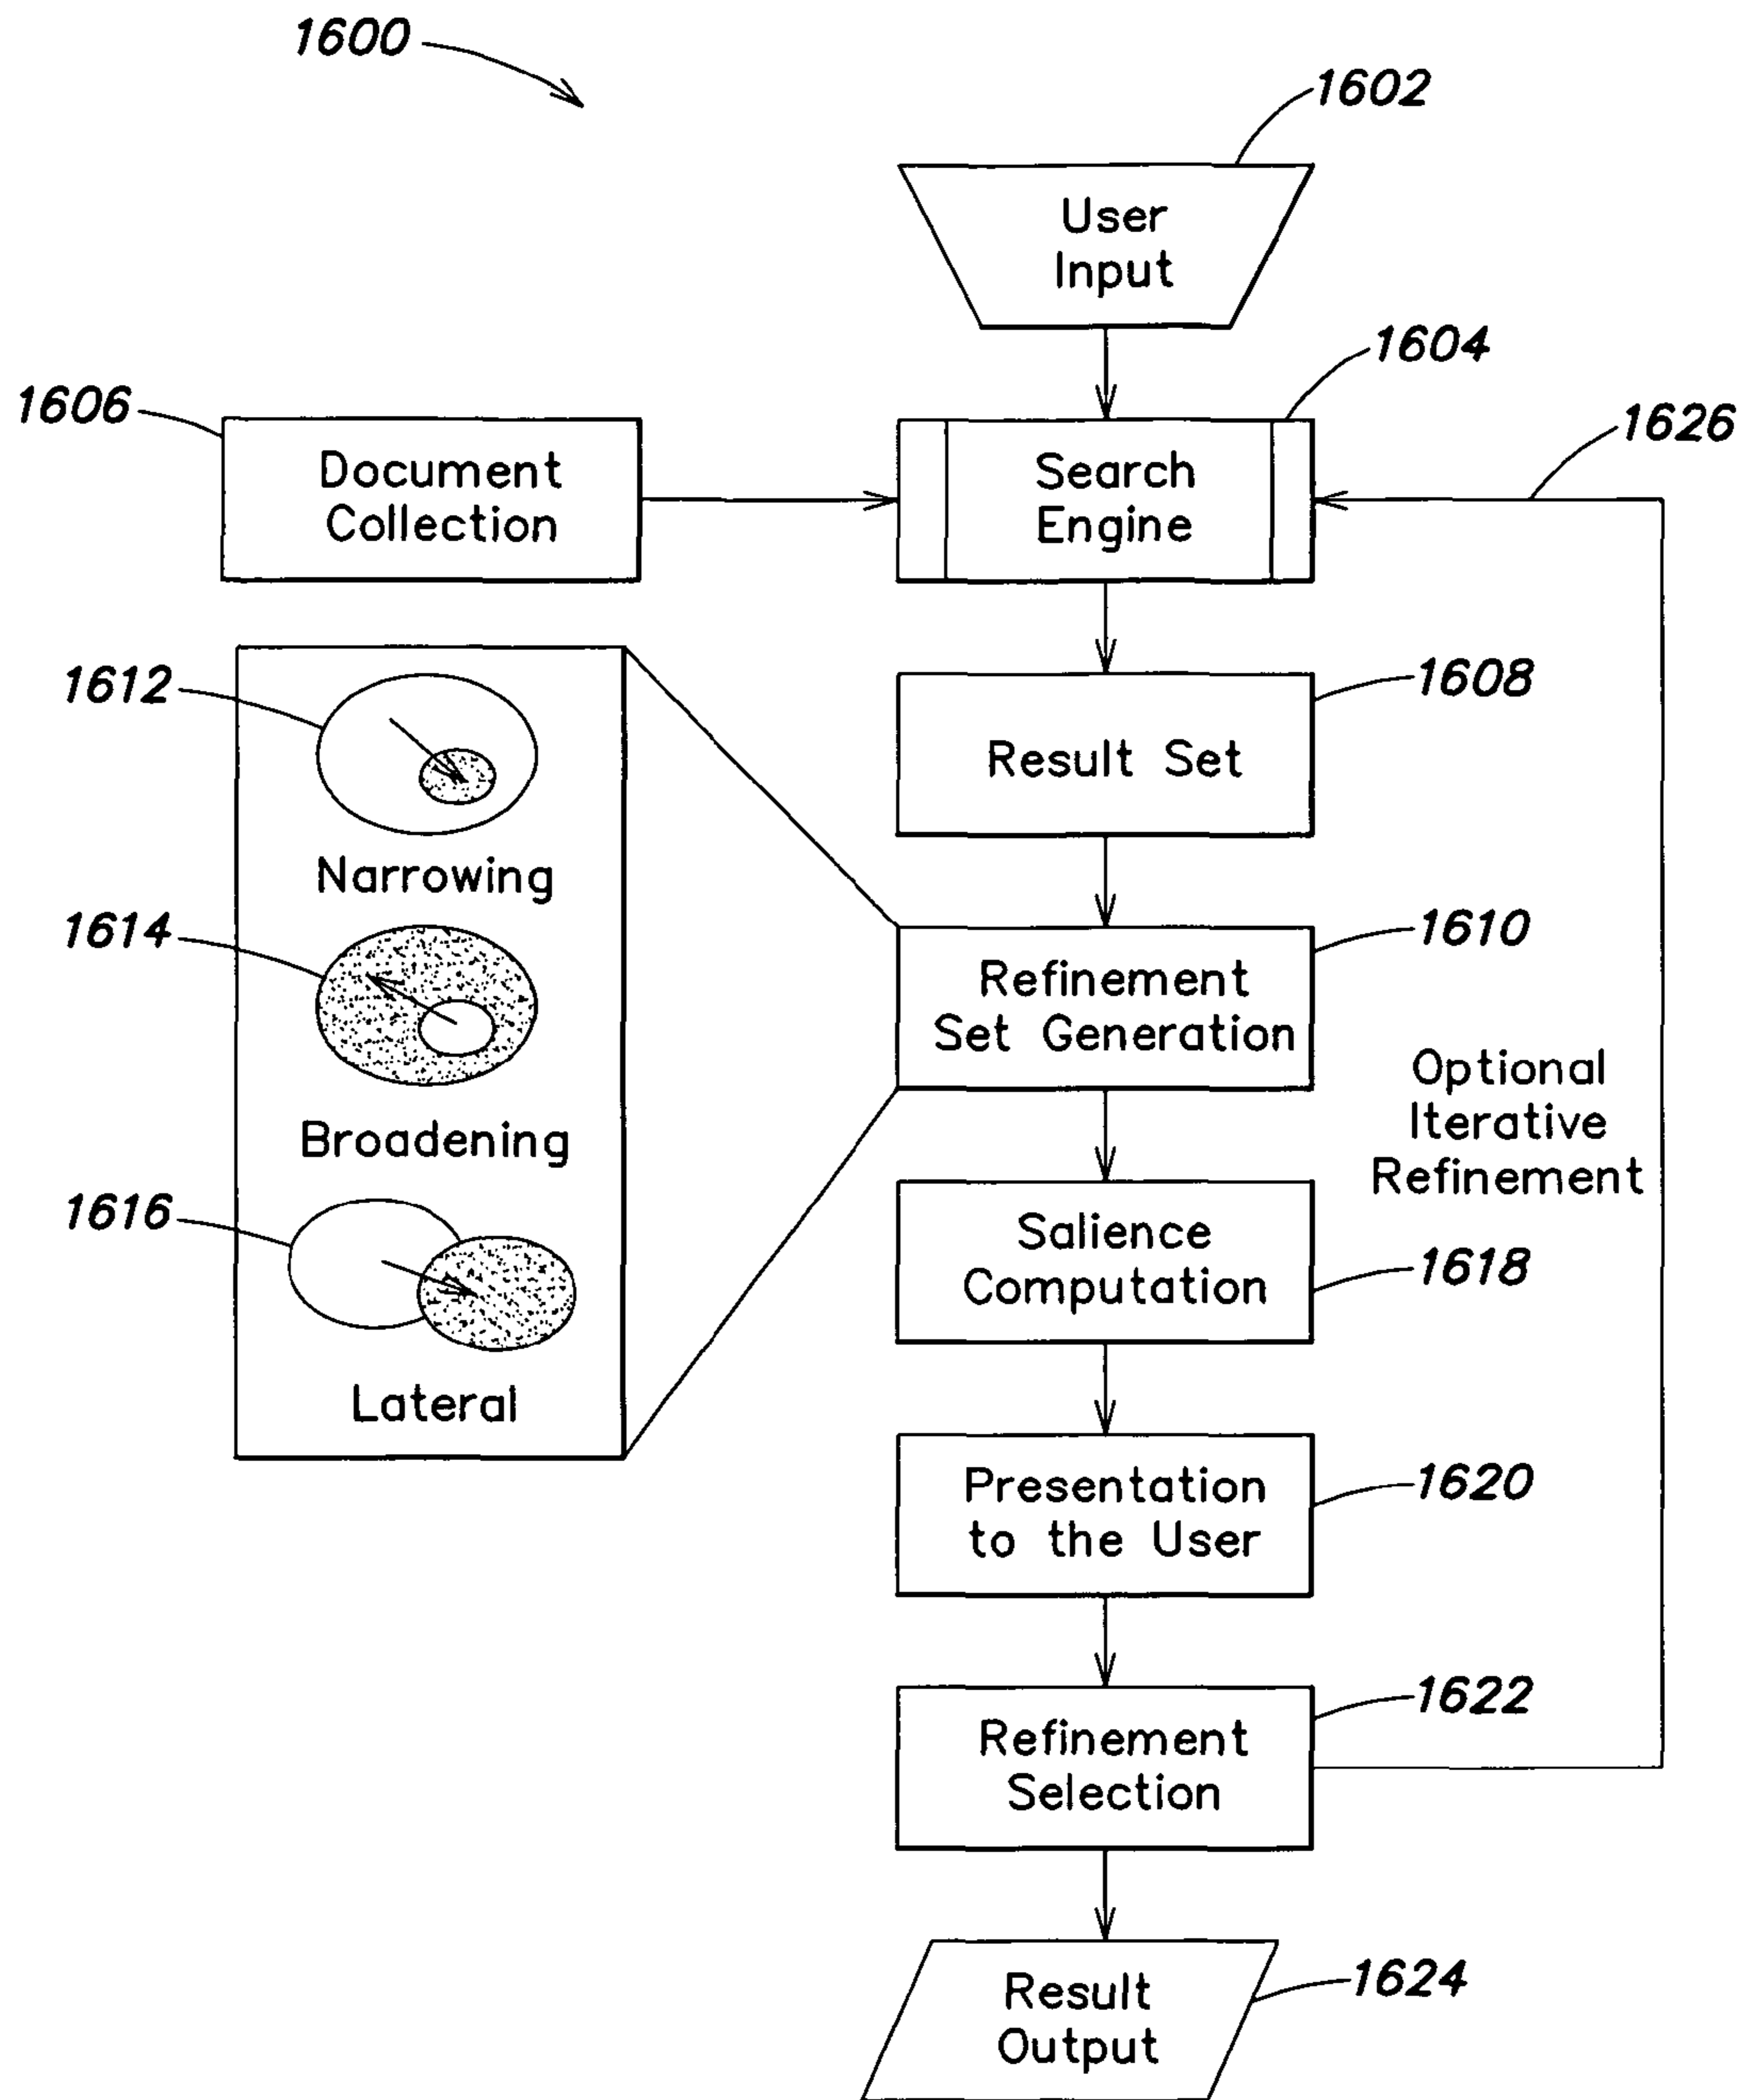 1600
1602
User
Input
1604
1606
Document
Collection
Search
Engine
1626
1612
Narrowing
1614
Broadening
1616
Lateral
1608
Result Set
1610
Refinement
Set Generation
Optional
Iterative
Refinement
Salience
Computation
1618
Presentation
to the User
1620
1622
Refinement
Selection
Result
Output
1624